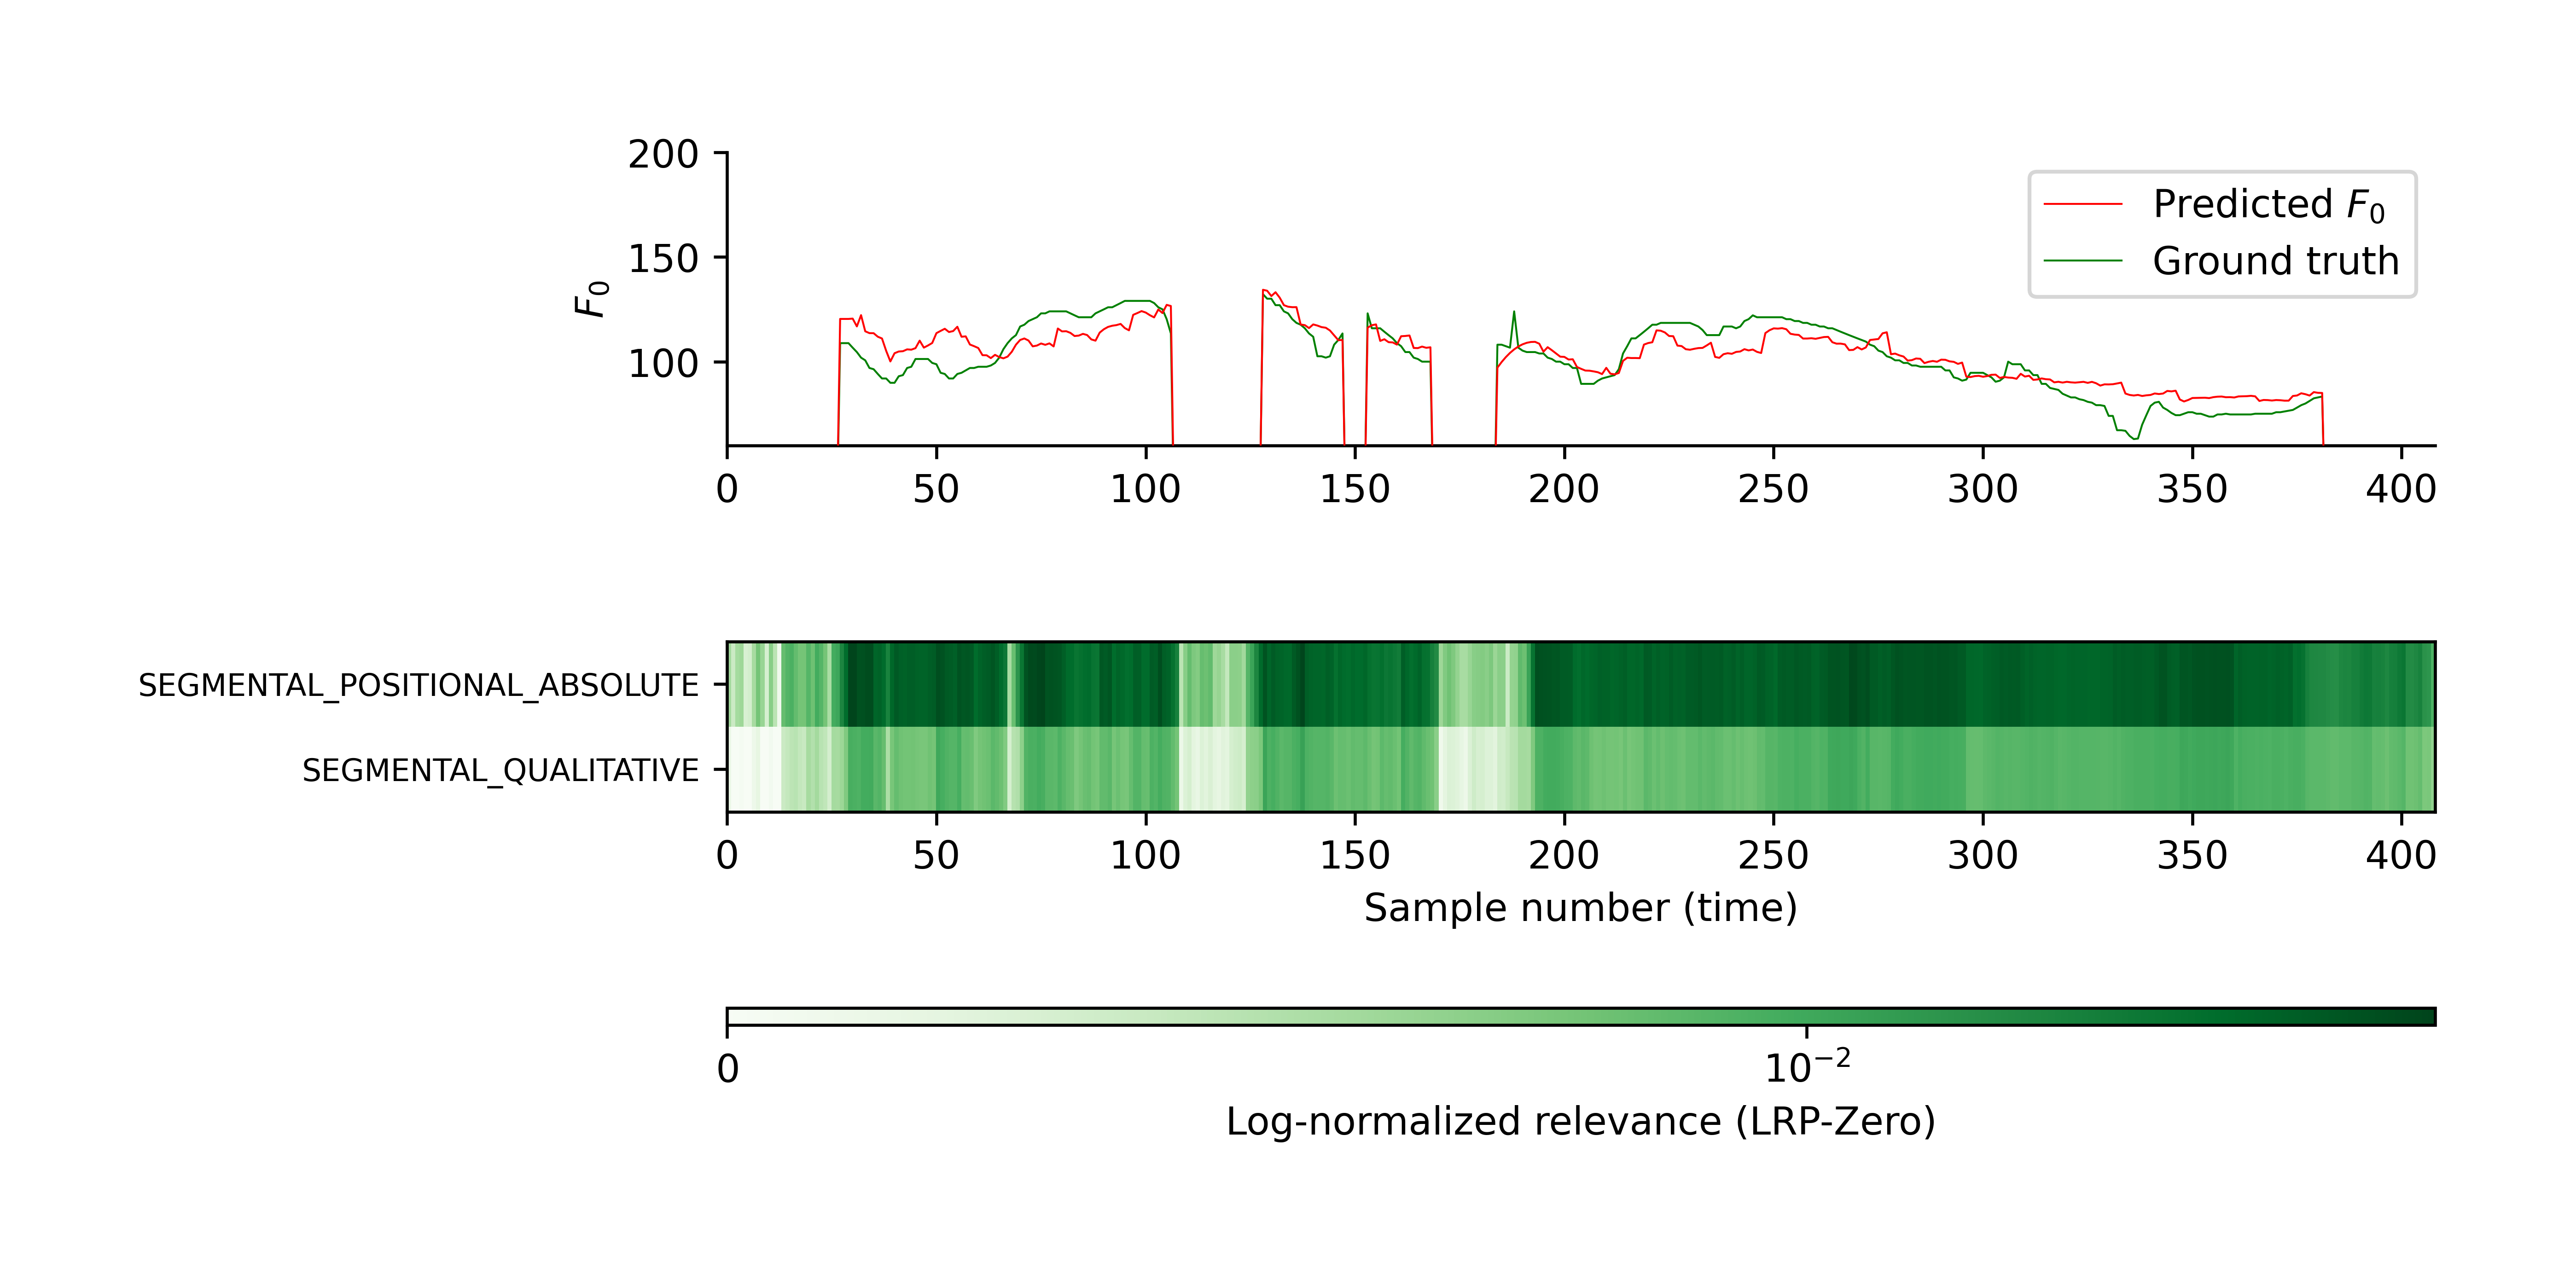 200
150
100
F₀
Predicted F₀
Ground truth
0 50 100 150 200 250 300 350 400
SEGMENTAL_POSITIONAL_ABSOLUTE
SEGMENTAL_QUALITATIVE
0 50 100 150 200 250 300 350 400
Sample number (time)
0 10⁻²
Log-normalized relevance (LRP-Zero)